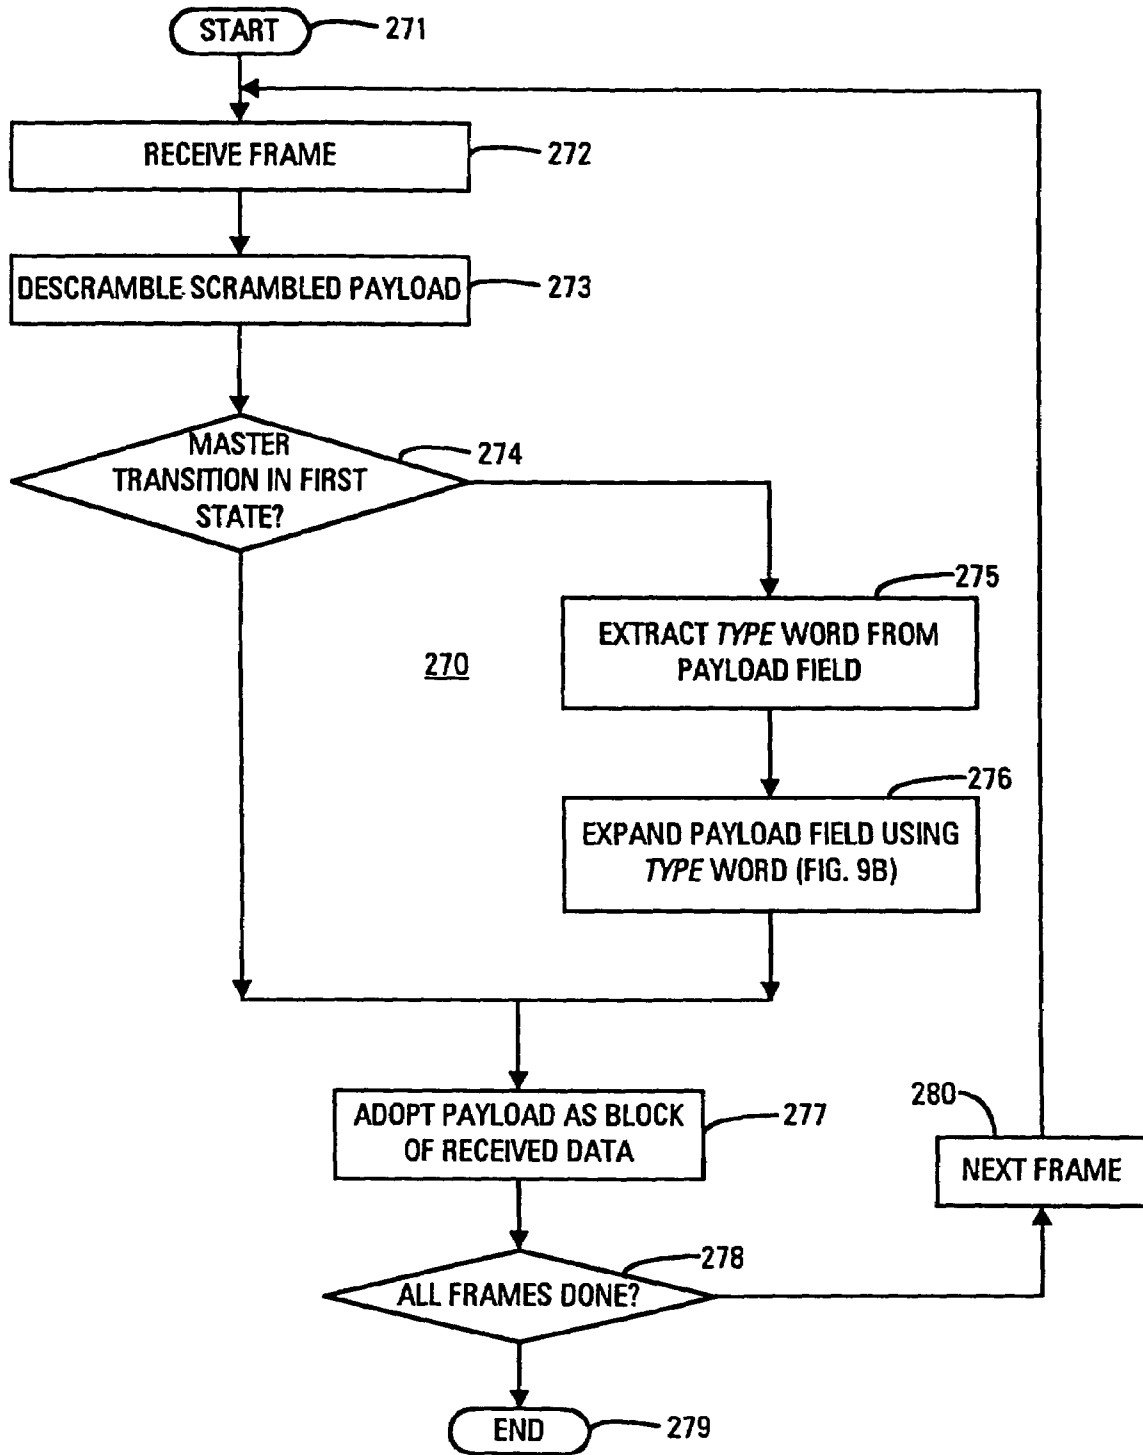 START
271
RECEIVE FRAME
272
DESCRAMBLE SCRAMBLED PAYLOAD
273
MASTER
TRANSITION IN FIRST
STATE?
274
275
EXTRACT TYPE WORD FROM
PAYLOAD FIELD
270
276
EXPAND PAYLOAD FIELD USING
TYPE WORD (FIG. 9B)
ADOPT PAYLOAD AS BLOCK
OF RECEIVED DATA
277
280
NEXT FRAME
278
ALL FRAMES DONE?
END
279